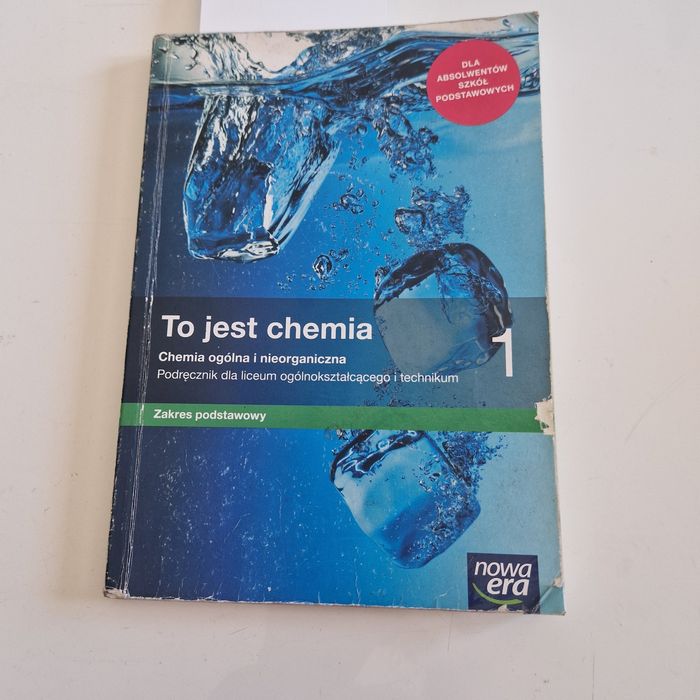 DLA
ABSOLWENTÓW
SZKÓŁ
PODSTAWOWYCH
To jest chemia
1
Chemia ogólna i nieorganiczna
Podręcznik dla liceum ogólnokształcącego i technikum
Zakres podstawowy
nowa
era